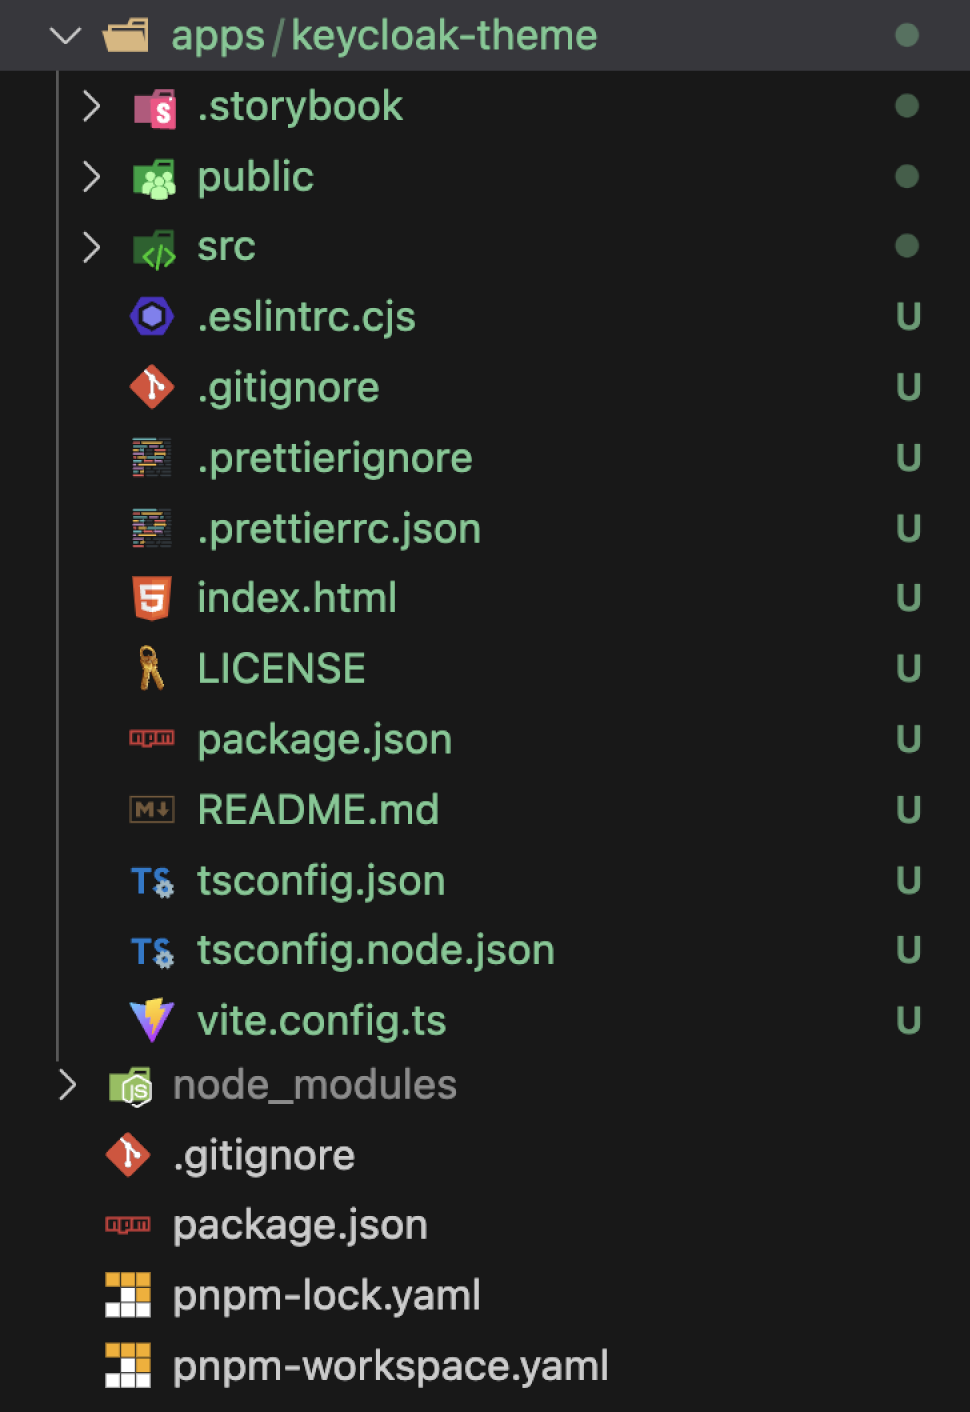 apps/keycloak-theme
.storybook
public
src
.eslintrc.cjs U
.gitignore U
.prettierignore U
.prettierrc.json U
index.html U
LICENSE U
package.json U
README.md U
tsconfig.json U
tsconfig.node.json U
vite.config.ts U
node_modules
.gitignore
package.json
pnpm-lock.yaml
pnpm-workspace.yaml